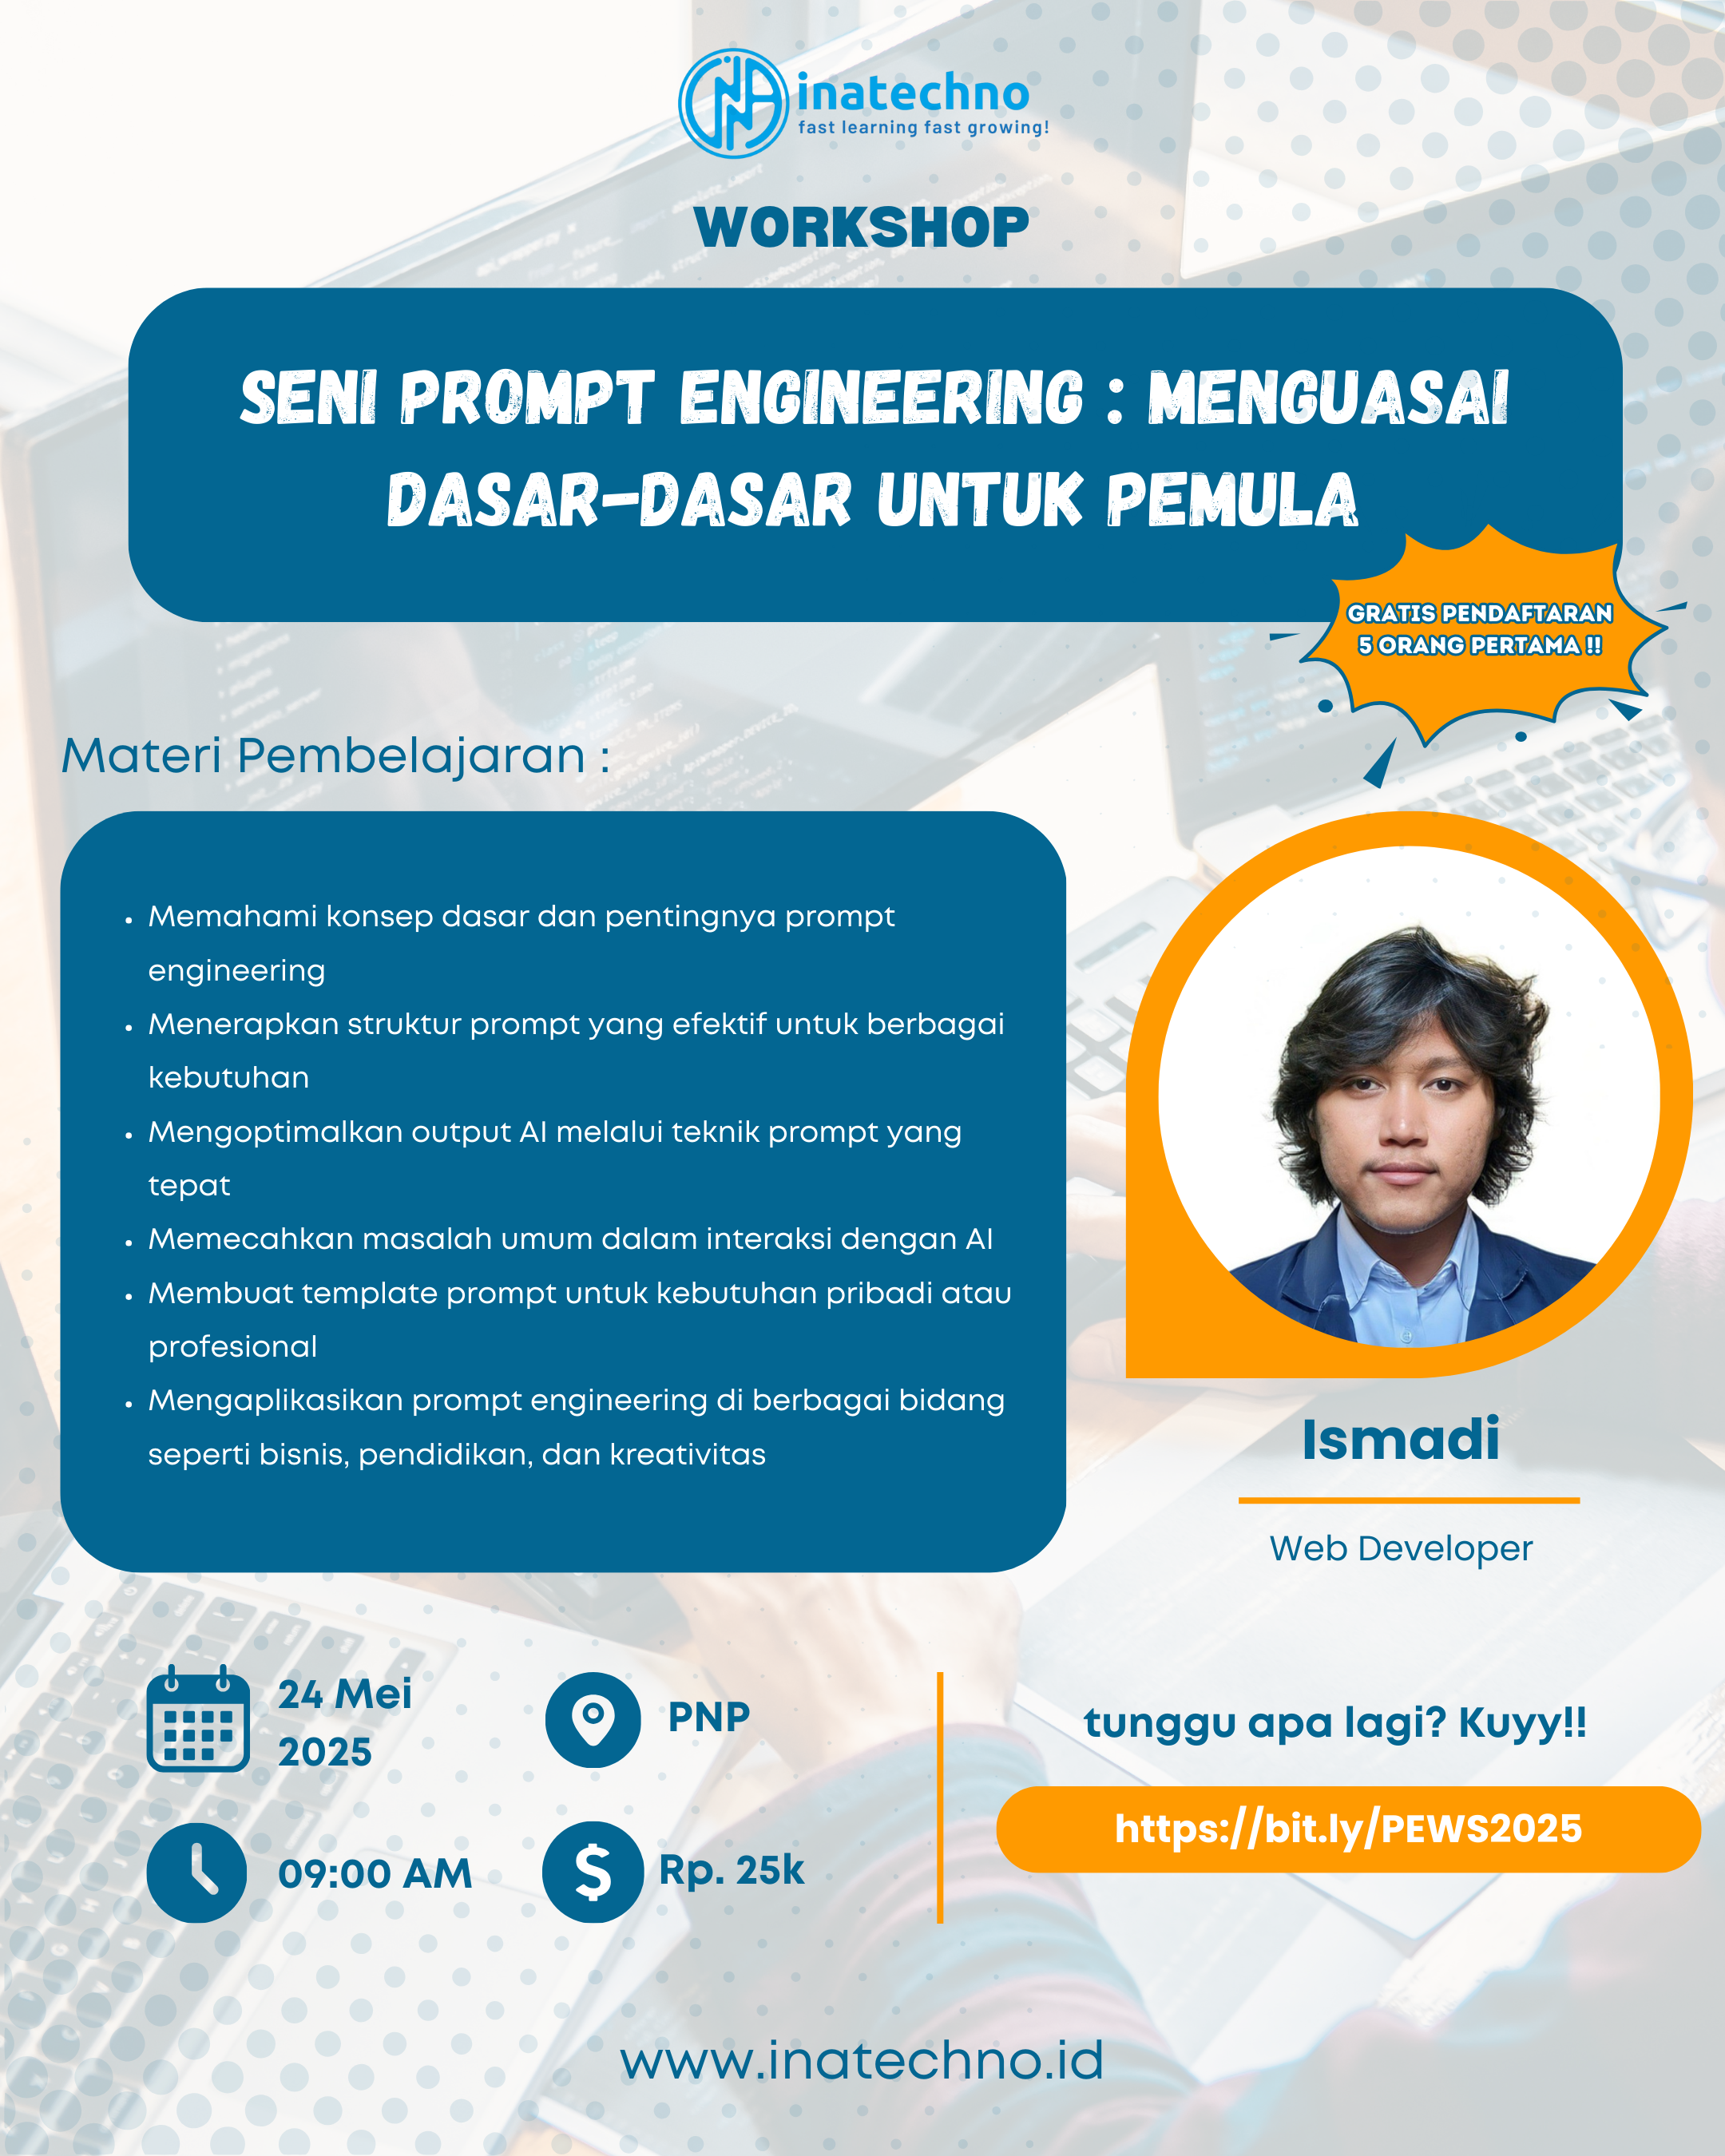 inatechno
fast learning fast growing!
WORKSHOP
SENI PROMPT ENGINEERING : MENGUASAI
DASAR-DASAR UNTUK PEMULA
GRATIS PENDAFTARAN
5 ORANG PERTAMA !!
Materi Pembelajaran :
• Memahami konsep dasar dan pentingnya prompt
engineering
• Menerapkan struktur prompt yang efektif untuk berbagai
kebutuhan
• Mengoptimalkan output AI melalui teknik prompt yang
tepat
• Memecahkan masalah umum dalam interaksi dengan AI
• Membuat template prompt untuk kebutuhan pribadi atau
profesional
• Mengaplikasikan prompt engineering di berbagai bidang
seperti bisnis, pendidikan, dan kreativitas
Ismadi
Web Developer
24 Mei
2025
PNP
09:00 AM
Rp. 25k
tunggu apa lagi? Kuyy!!
https://bit.ly/PEWS2025
www.inatechno.id